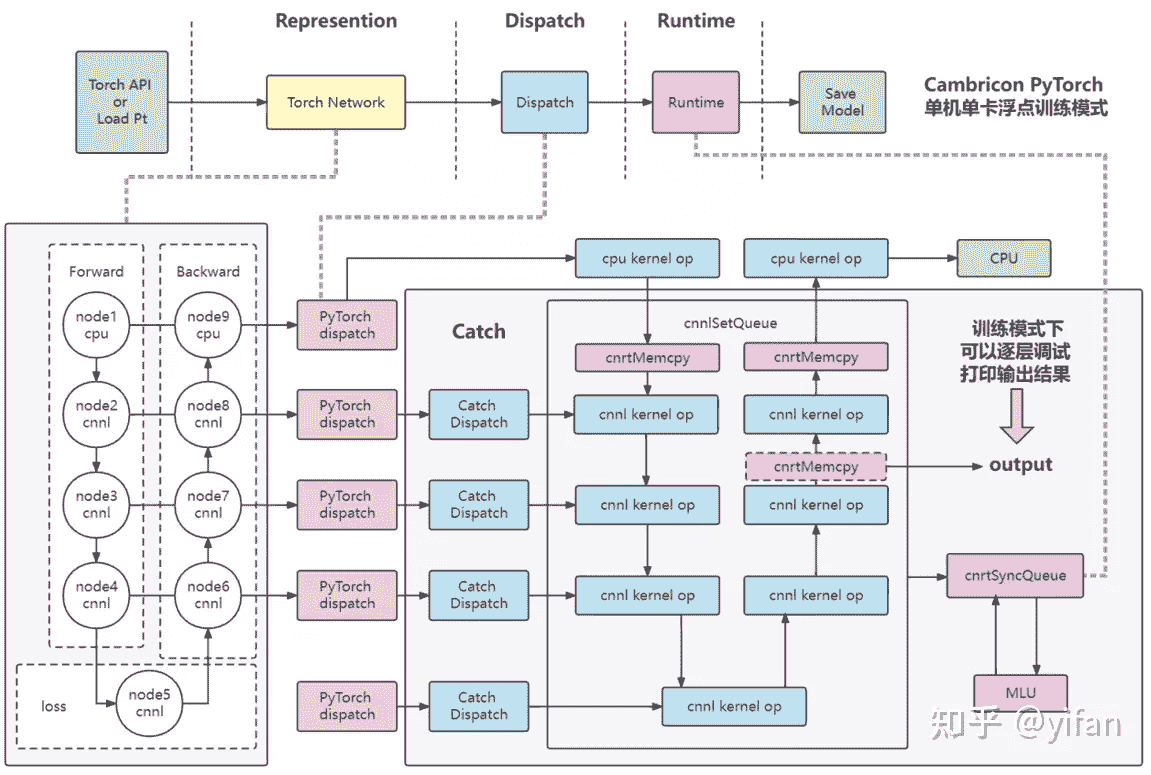 Represention
Dispatch
Runtime
Torch API
or
Load Pt
Torch Network
Dispatch
Runtime
Save
Model
Cambricon PyTorch
单机单卡浮点训练模式
Forward
Backward
node1
cpu
node9
cpu
node2
cnnl
node8
cnnl
node3
cnnl
node7
cnnl
node4
cnnl
node6
cnnl
loss
node5
cnnl
PyTorch
dispatch
PyTorch
dispatch
PyTorch
dispatch
PyTorch
dispatch
PyTorch
dispatch
Catch
Catch
Dispatch
Catch
Dispatch
Catch
Dispatch
Catch
Dispatch
cpu kernel op
cpu kernel op
CPU
cnnlSetQueue
cnrtMemcpy
cnrtMemcpy
cnnl kernel op
cnnl kernel op
cnrtMemcpy
cnnl kernel op
cnnl kernel op
cnnl kernel op
cnnl kernel op
cnnl kernel op
训练模式下
可以逐层调试
打印输出结果
output
cnrtSyncQueue
MLU
知乎 @yifan